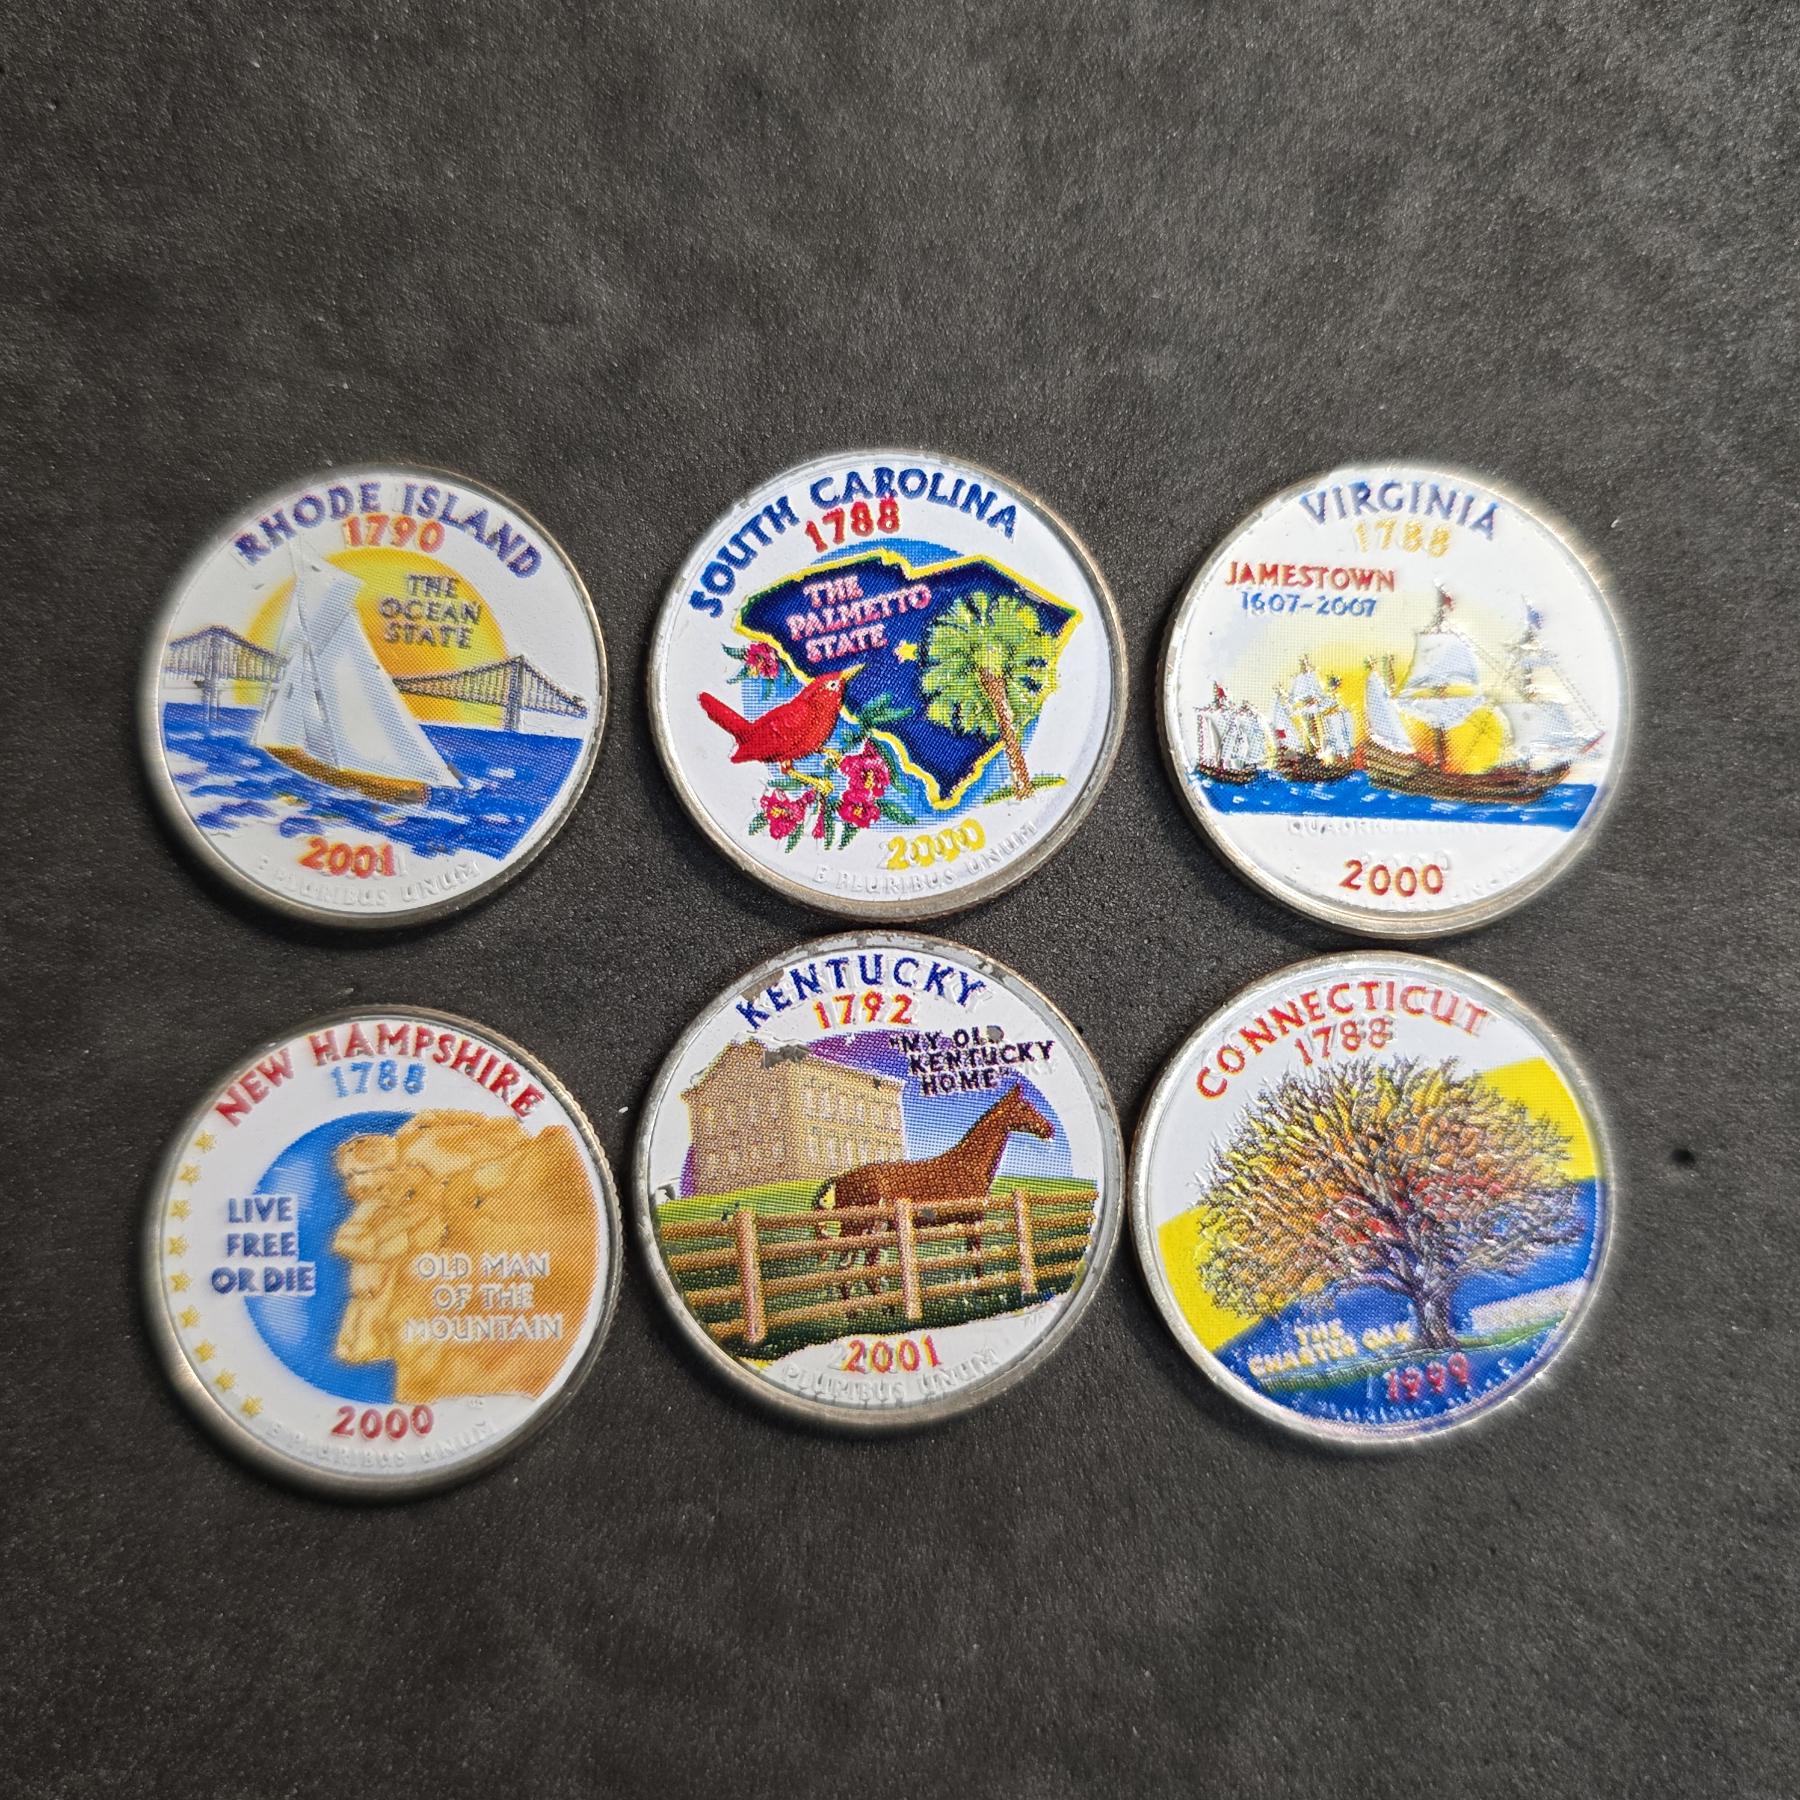 RHODE ISLAND
1790
THE
OCEAN
STATE
2001
E PLURIBUS UNUM
SOUTH CAROLINA
1788
THE
PALMETTO
STATE
2000
E PLURIBUS UNUM
VIRGINIA
1788
JAMESTOWN
1607-2007
QUADRICENTENNIAL
2000
NEW HAMPSHIRE
1788
LIVE
FREE
OR DIE
OLD MAN
OF THE
MOUNTAIN
2000
E PLURIBUS UNUM
KENTUCKY
1792
"MY OLD
KENTUCKY
HOME"
2001
PLURIBUS UNUM
CONNECTICUT
1788
THE
CHARTER OAK
1999